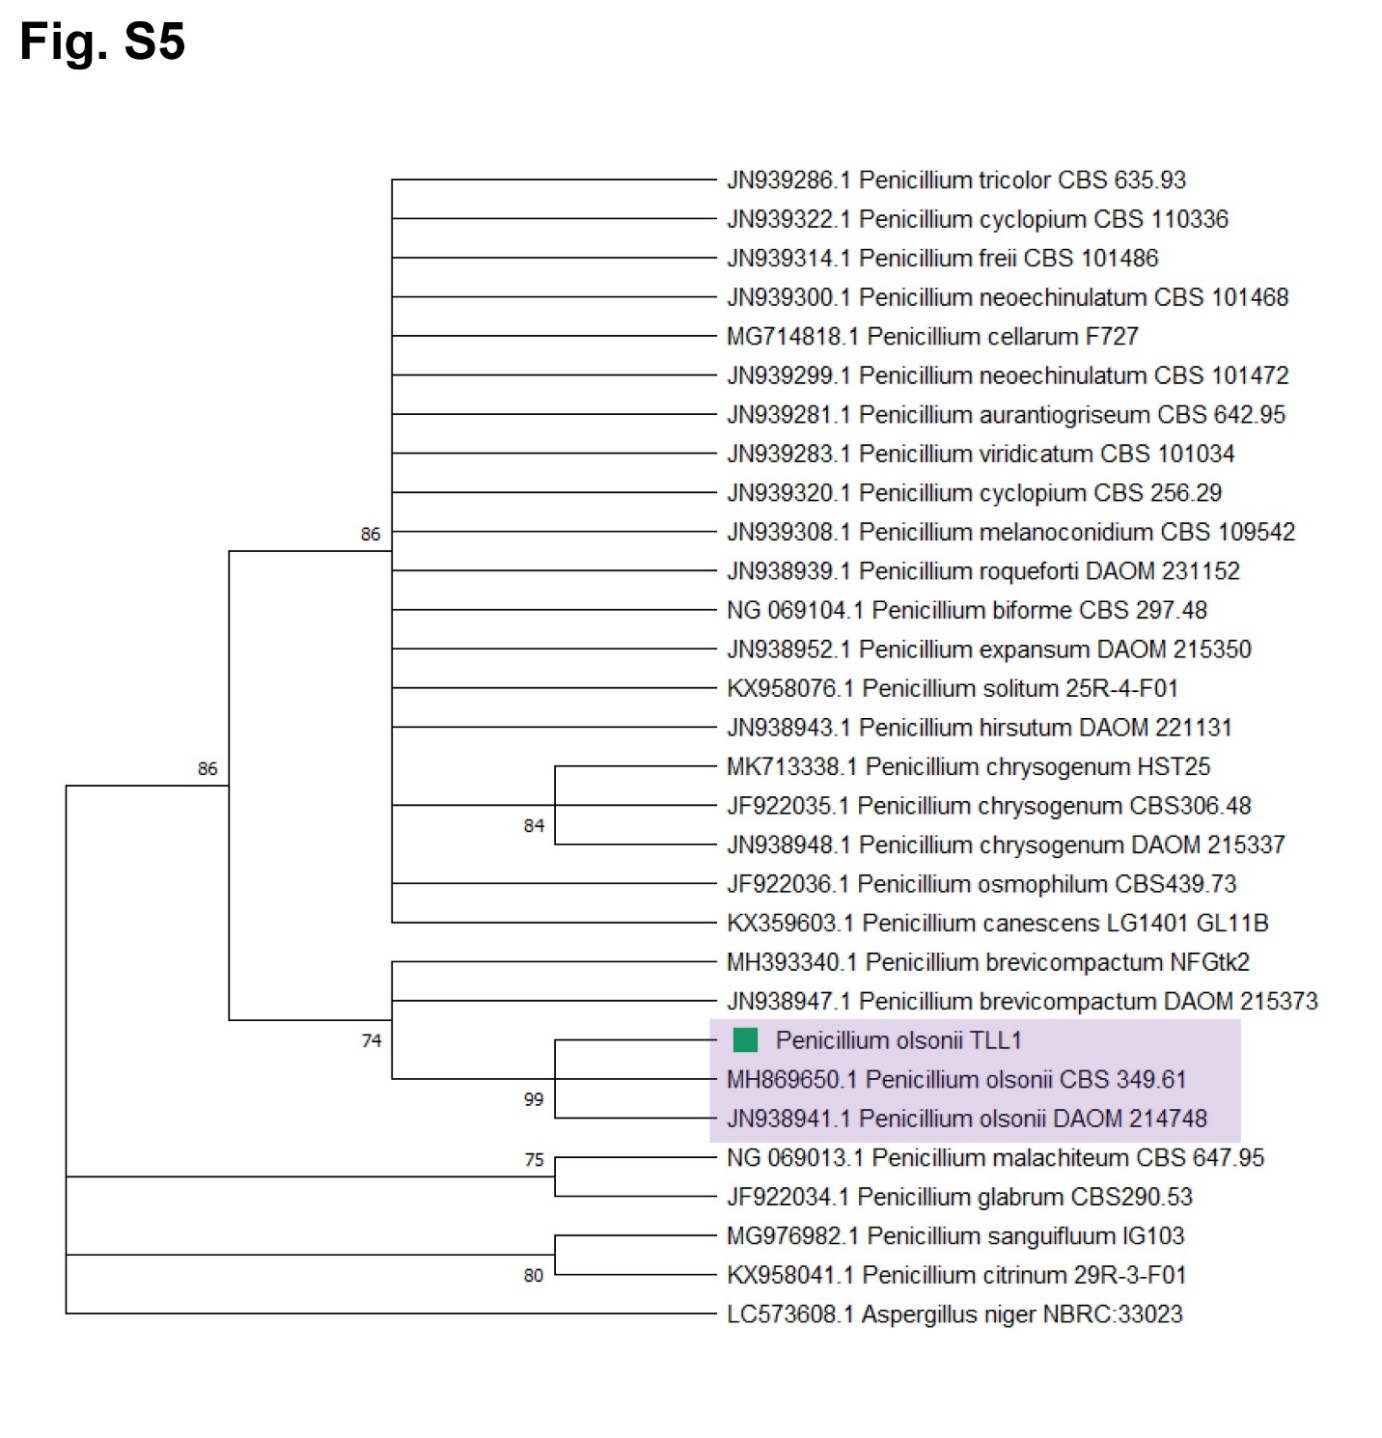 Fig. S5
JN939286.1 Penicillium tricolor CBS 635.93
JN939322.1 Penicillium cyclopium CBS 110336
JN939314.1 Penicillium freii CBS 101486
JN939300.1 Penicillium neoechinulatum CBS 101468
MG714818.1 Penicillium cellarum F727
JN939299.1 Penicillium neoechinulatum CBS 101472
JN939281.1 Penicillium aurantiogriseum CBS 642.95
JN939283.1 Penicillium viridicatum CBS 101034
JN939320.1 Penicillium cyclopium CBS 256.29
JN939308.1 Penicillium melanoconidium CBS 109542
86
JN938939.1 Penicillium roqueforti DAOM 231152
NG 069104.1 Penicillium biforme CBS 297.48
JN938952.1 Penicillium expansum DAOM 215350
KX958076.1 Penicillium solitum 25R-4-F01
JN938943.1 Penicillium hirsutum DAOM 221131
86
MK713338.1 Penicillium chrysogenum HST25
JF922035.1 Penicillium chrysogenum CBS306.48
84
JN938948.1 Penicillium chrysogenum DAOM 215337
JF922036.1 Penicillium osmophilum CBS439.73
KX359603.1 Penicillium canescens LG1401 GL11B
MH393340.1 Penicillium brevicompactum NFGtk2
JN938947.1 Penicillium brevicompactum DAOM 215373
74
Penicillium olsonii TLL1
MH869650.1 Penicillium olsonii CBS 349.61
99
JN938941.1 Penicillium olsonii DAOM 214748
75
NG 069013.1 Penicillium malachiteum CBS 647.95
JF922034.1 Penicillium glabrum CBS290.53
MG976982.1 Penicillium sanguifluum IG103
80
KX958041.1 Penicillium citrinum 29R-3-F01
LC573608.1 Aspergillus niger NBRC:33023